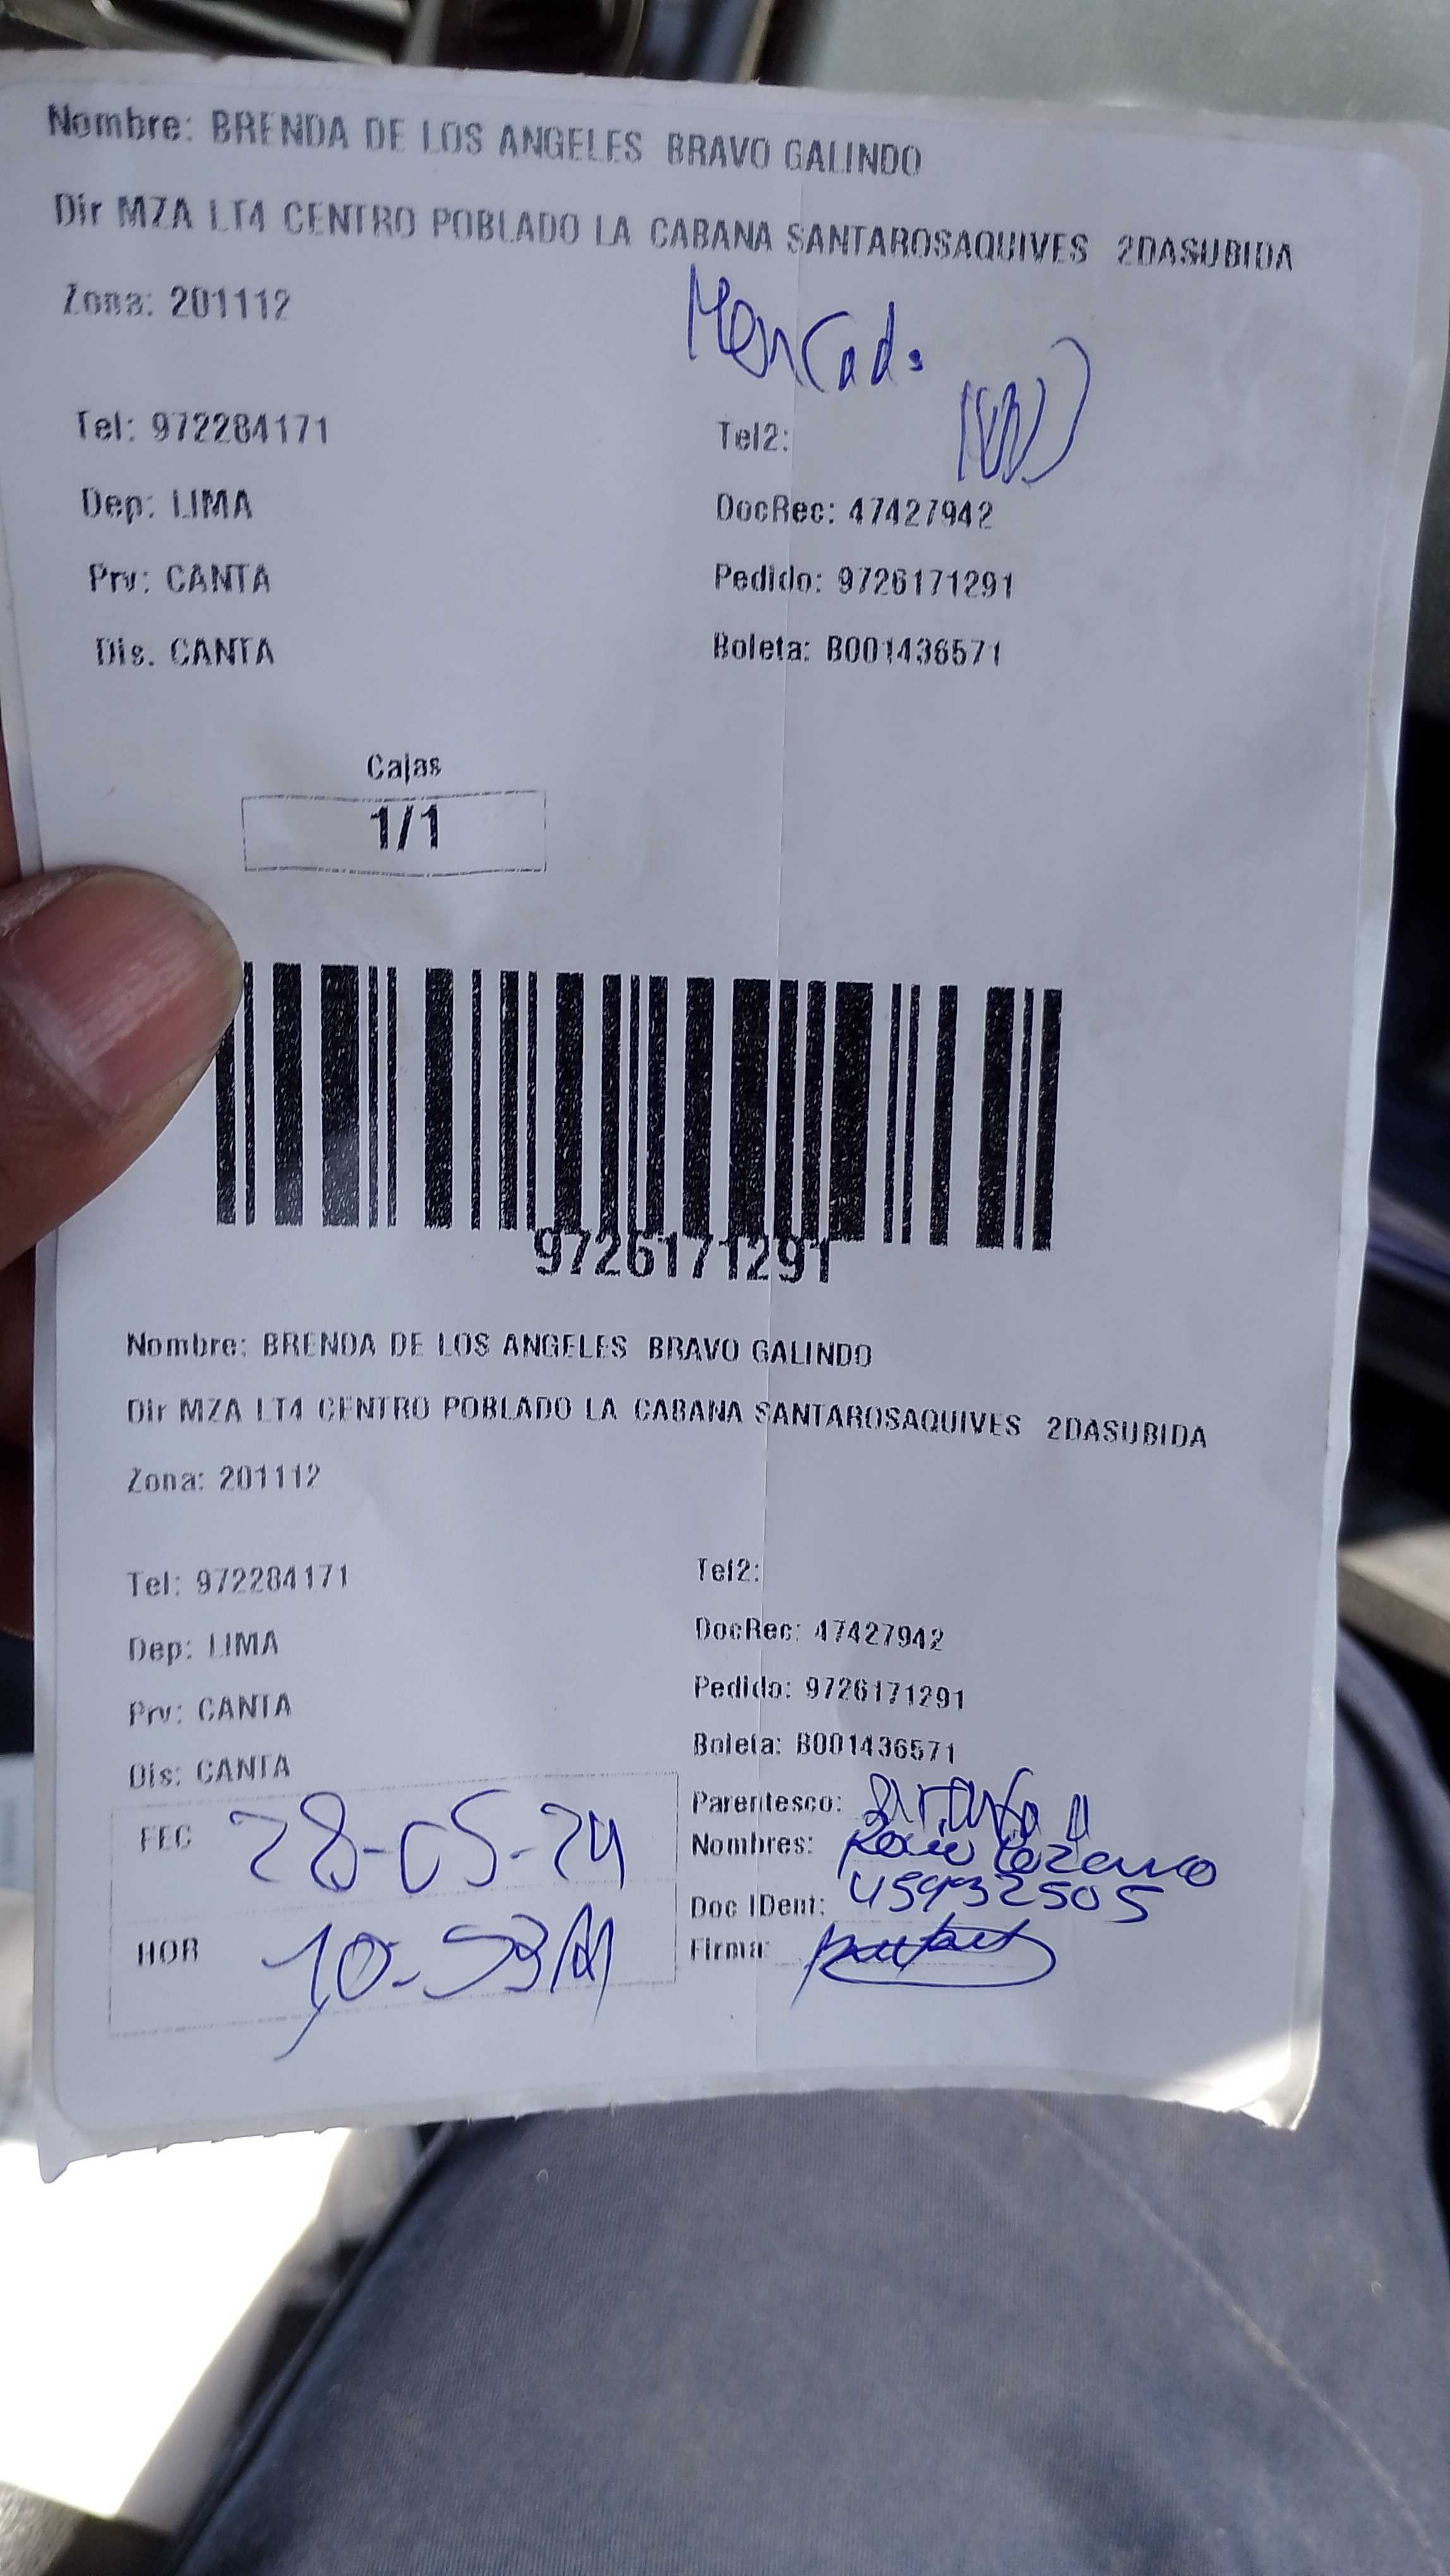 Nombre: BRENDA DE LOS ANGELES BRAVO GALINDO
Dir MZA LT4 CENTRO POBLADO LA CABANA SANTAROSAQUIVES 2DASUBIDA
Zona: 201112
Mercado
Tel: 972284171 Tel2:
Dep: LIMA DocRec: 47427942
Prv: CANTA Pedido: 9726171291
Dis. CANTA Boleta: B001436571
Cajas
1/1
9726171291
Nombre: BRENDA DE LOS ANGELES BRAVO GALINDO
Dir MZA LT4 CENTRO POBLADO LA CABANA SANTAROSAQUIVES 2DASUBIDA
Zona: 201112
Tel: 972284171 Tel2:
Dep: LIMA DocRec: 47427942
Prv: CANTA Pedido: 9726171291
Dis: CANTA Boleta: B001436571
FEC 28-05-24 Parentesco:
Nombres: Lozano
Doc IDent: 45932505
HOR 10-53 Firma: